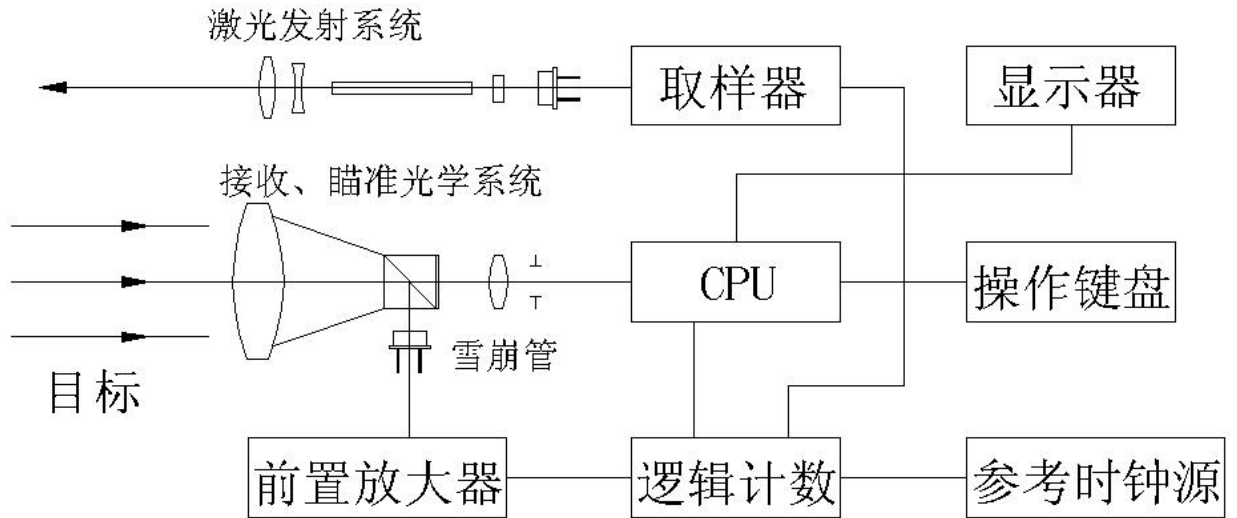 激光发射系统
取样器
显示器
接收、瞄准光学系统
CPU
操作键盘
雪崩管
目标
前置放大器
逻辑计数
参考时钟源